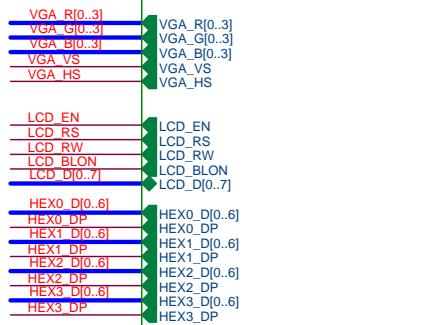 VGA_R[0..3] VGA_R[0..3]
VGA_G[0..3] VGA_G[0..3]
VGA_B[0..3] VGA_B[0..3]
VGA_VS VGA_VS
VGA_HS VGA_HS
LCD_EN LCD_EN
LCD_RS LCD_RS
LCD_RW LCD_RW
LCD_BLON LCD_BLON
LCD_D[0..7] LCD_D[0..7]
HEX0_D[0..6] HEX0_D[0..6]
HEX0_DP HEX0_DP
HEX1_D[0..6] HEX1_D[0..6]
HEX1_DP HEX1_DP
HEX2_D[0..6] HEX2_D[0..6]
HEX2_DP HEX2_DP
HEX3_D[0..6] HEX3_D[0..6]
HEX3_DP HEX3_DP